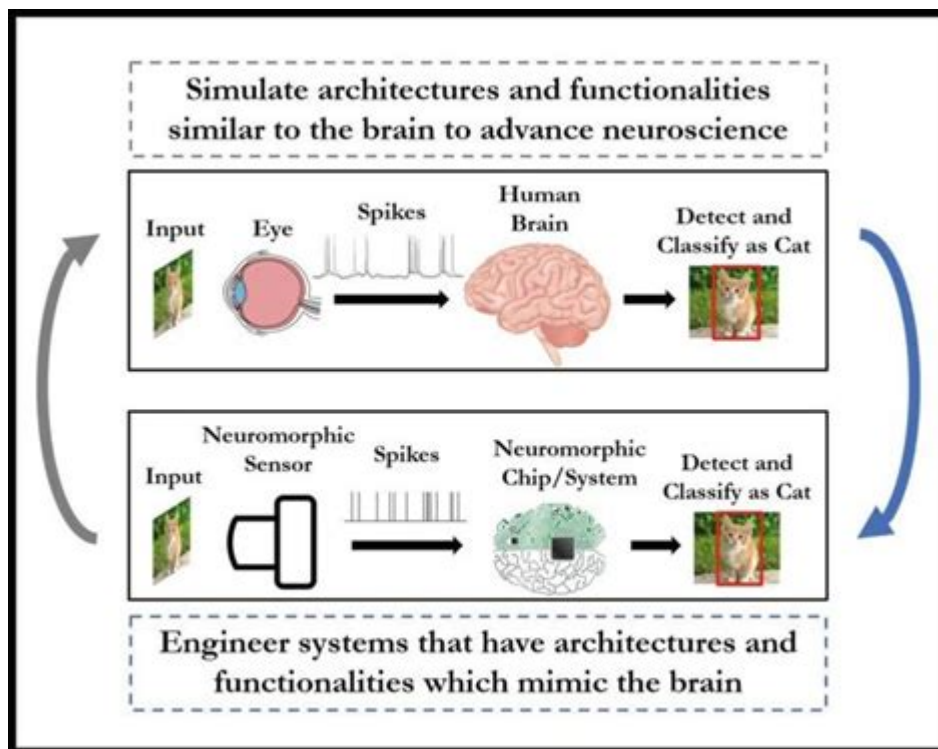 Simulate architectures and functionalities
similar to the brain to advance neuroscience
Input
Eye
Spikes
Human
Brain
Detect and
Classify as Cat
Input
Neuromorphic
Sensor
Spikes
Neuromorphic
Chip/System
Detect and
Classify as Cat
Engineer systems that have architectures and
functionalities which mimic the brain